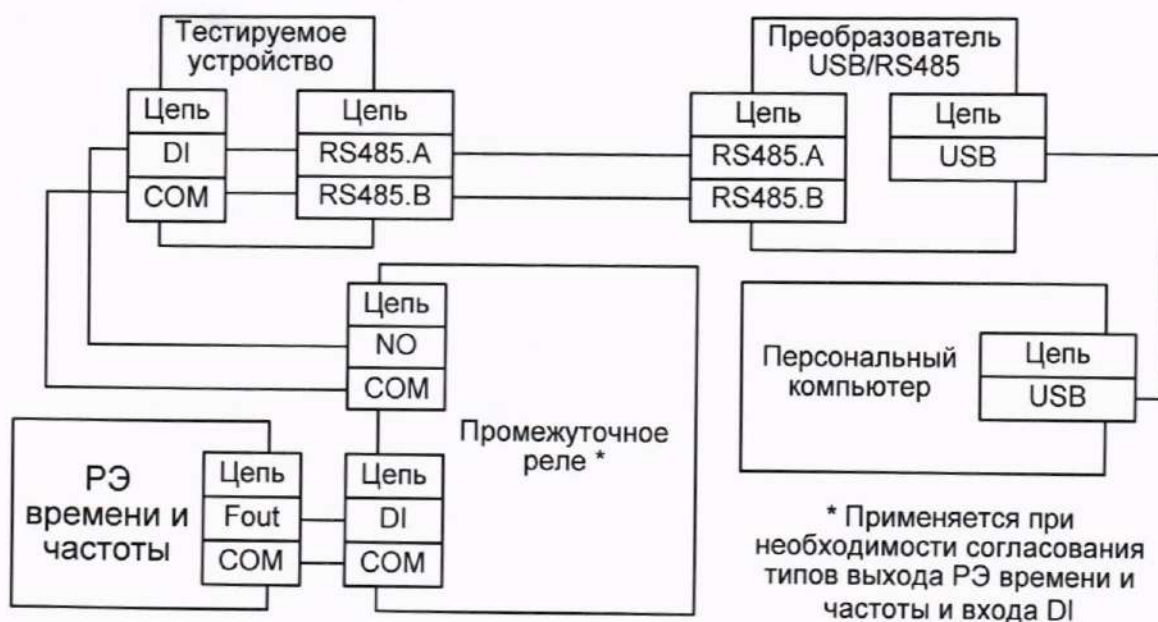 Тестируемое
устройство
Цепь
DI
COM
Цепь
RS485.A
RS485.B
Преобразователь
USB/RS485
Цепь
RS485.A
RS485.B
Цепь
USB
Цепь
NO
COM
Промежуточное
реле *
Цепь
DI
COM
РЭ
времени и
частоты
Цепь
Fout
COM
Персональный
компьютер
Цепь
USB
* Применяется при
необходимости согласования
типов выхода РЭ времени и
частоты и входа DI